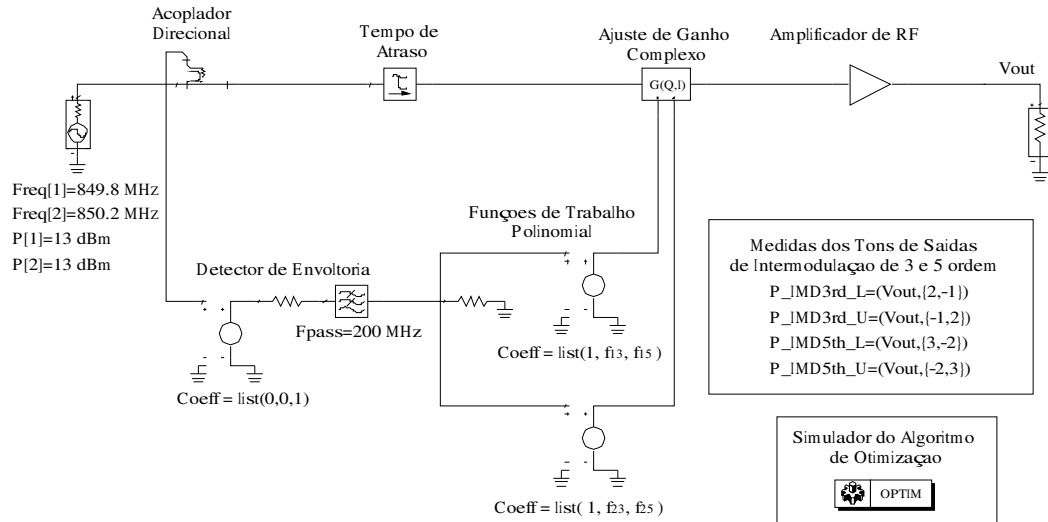 Acoplador
Direcional
Tempo de
Atraso
Ajuste de Ganho
Complexo
Amplificador de RF
Vout
G(Q,I)
Freq[1]=849.8 MHz
Freq[2]=850.2 MHz
P[1]=13 dBm
P[2]=13 dBm
Detector de Envoltoria
Fpass=200 MHz
Coeff = list(0,0,1)
Funçoes de Trabalho
Polinomial
Coeff = list(1, f13, f15 )
Coeff = list( 1, f23, f25)
Medidas dos Tons de Saidas
de Intermodulaçao de 3 e 5 ordem
P_IMD3rd_L=(Vout,{2,-1})
P_IMD3rd_U=(Vout,{-1,2})
P_IMD5th_L=(Vout,{3,-2})
P_IMD5th_U=(Vout,{-2,3})
Simulador do Algoritmo
de Otimizaçao
OPTIM